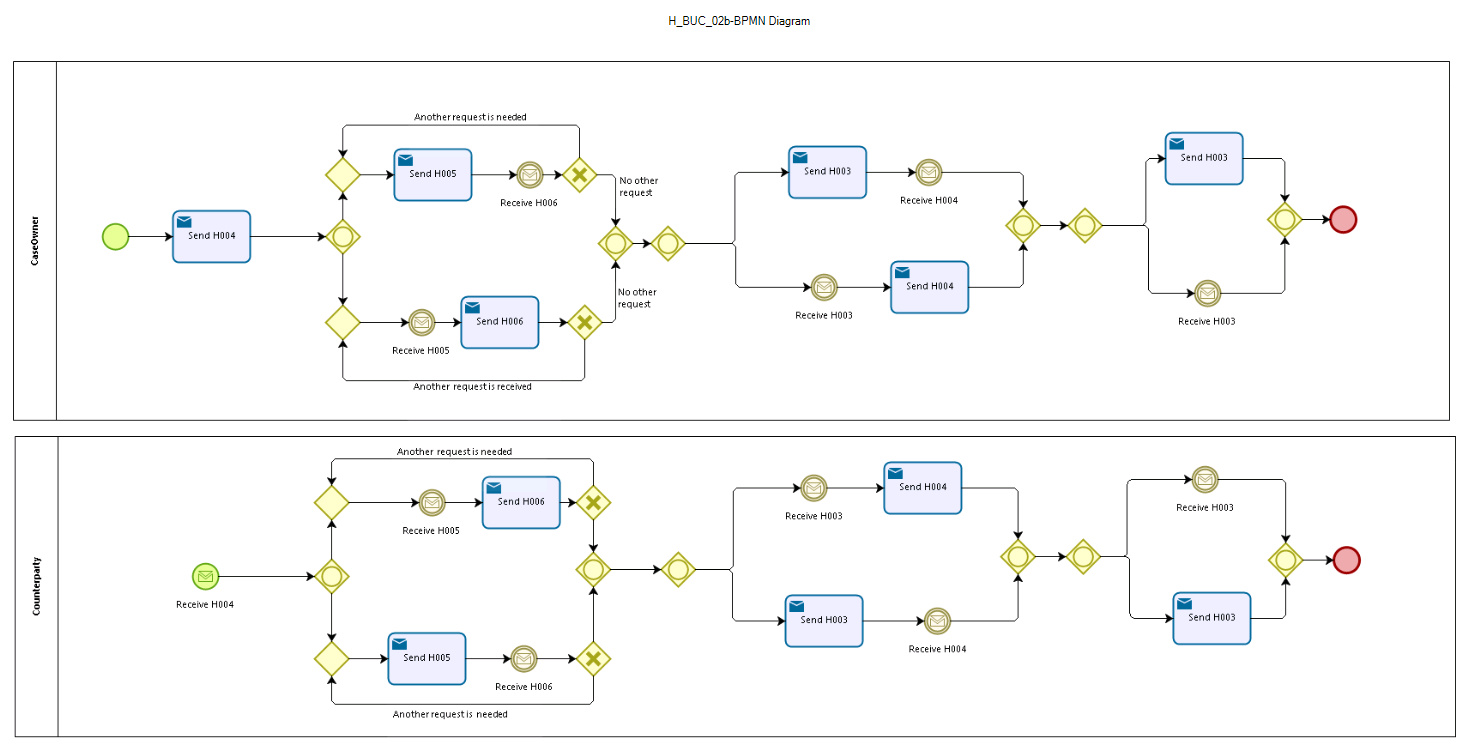 H_BUC_02b-BPMN Diagram
CaseOwner
Another request is needed
Send H005
Receive H006
No other
request
Send H004
No other
request
Receive H005
Send H006
Another request is received
Send H003
Receive H004
Receive H003
Send H004
Send H003
Receive H003
Counterparty
Another request is needed
Receive H005
Send H006
Receive H004
Send H005
Receive H006
Another request is needed
Receive H003
Send H004
Send H003
Receive H004
Receive H003
Send H003